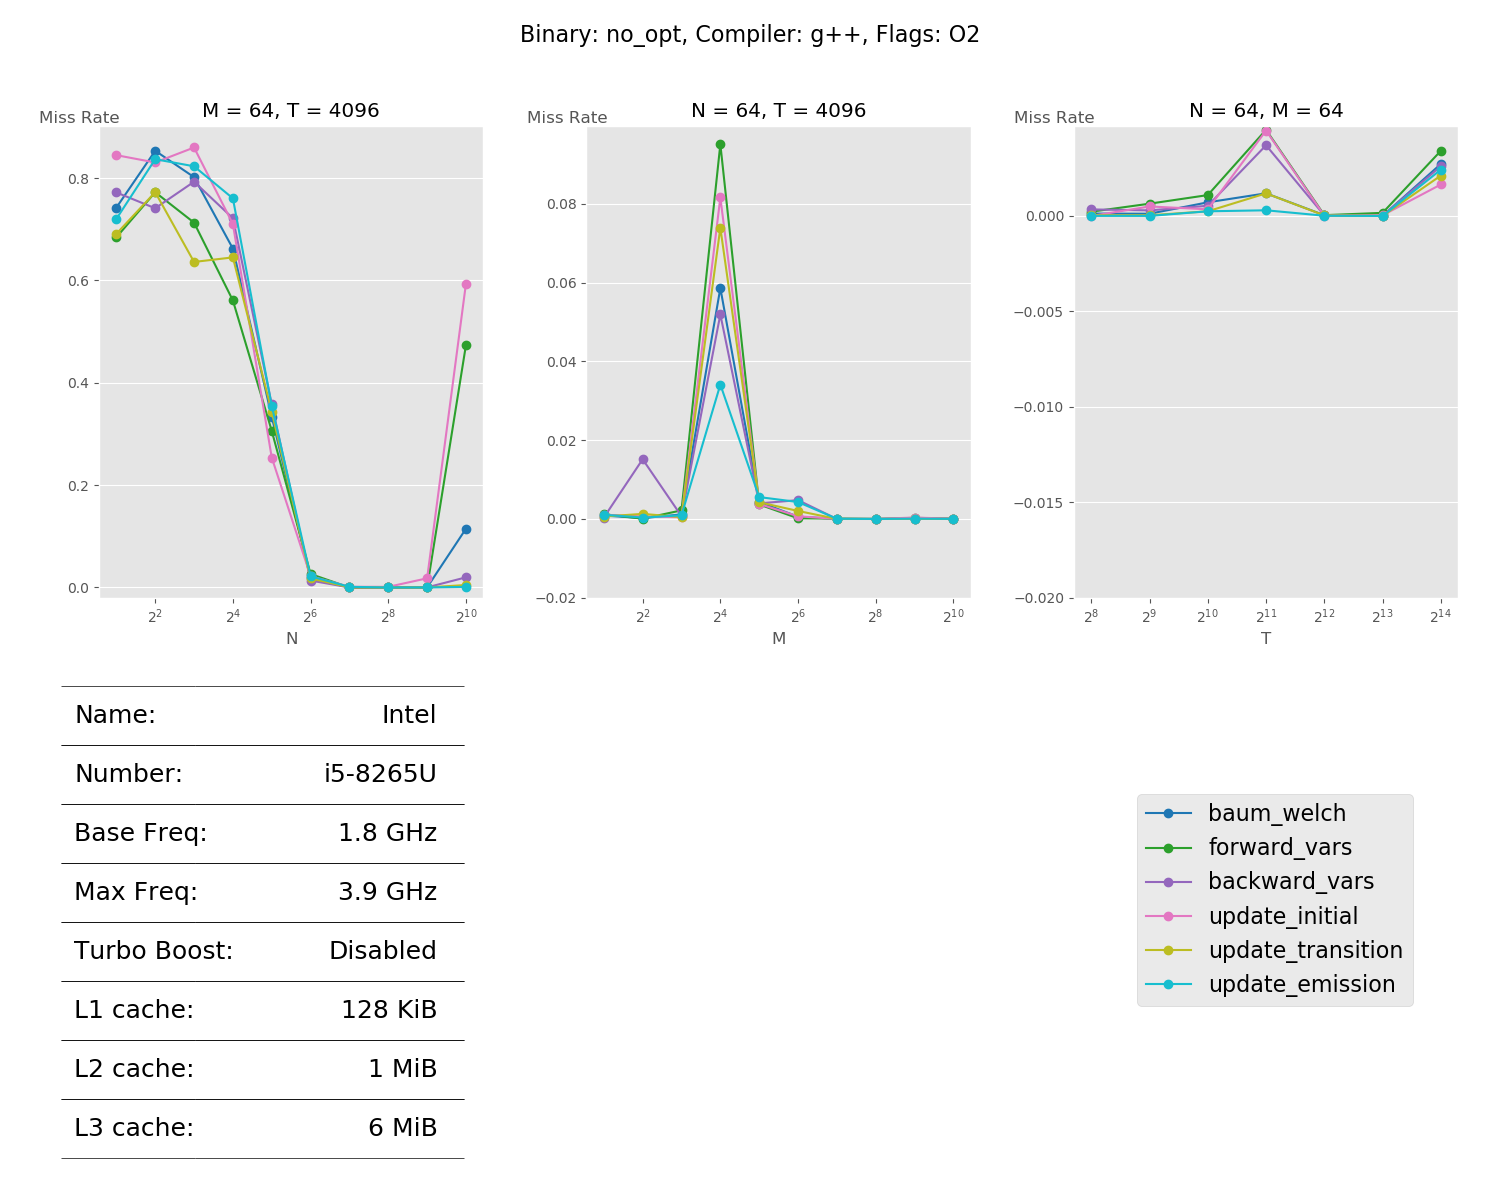 Binary: no_opt, Compiler: g++, Flags: O2
M = 64, T = 4096
Miss Rate
0.8
0.6
0.4
0.2
0.0
2^2 2^4 2^6 2^8 2^10
N
N = 64, T = 4096
Miss Rate
0.08
0.06
0.04
0.02
0.00
−0.02
2^2 2^4 2^6 2^8 2^10
M
N = 64, M = 64
Miss Rate
0.000
−0.005
−0.010
−0.015
−0.020
2^8 2^9 2^10 2^11 2^12 2^13 2^14
T
Name: Intel
Number: i5-8265U
Base Freq: 1.8 GHz
Max Freq: 3.9 GHz
Turbo Boost: Disabled
L1 cache: 128 KiB
L2 cache: 1 MiB
L3 cache: 6 MiB
baum_welch
forward_vars
backward_vars
update_initial
update_transition
update_emission